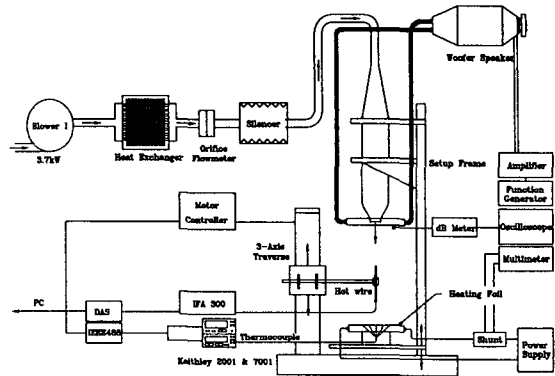 Woofer Speaker
Blower 1
3.7kW
Heat Exchanger
Orifice
Flowmeter
Silencer
Setup Frame
Amplifier
Function
Generator
dB Meter
Oscilloscope
Multimeter
Motor
Controller
3-Axis
Traverse
Hot wire
Heating Foil
PC
DAS
IFA 300
IEEE488
Thermocouple
Shunt
Power
Supply
Keithley 2001 & 7001